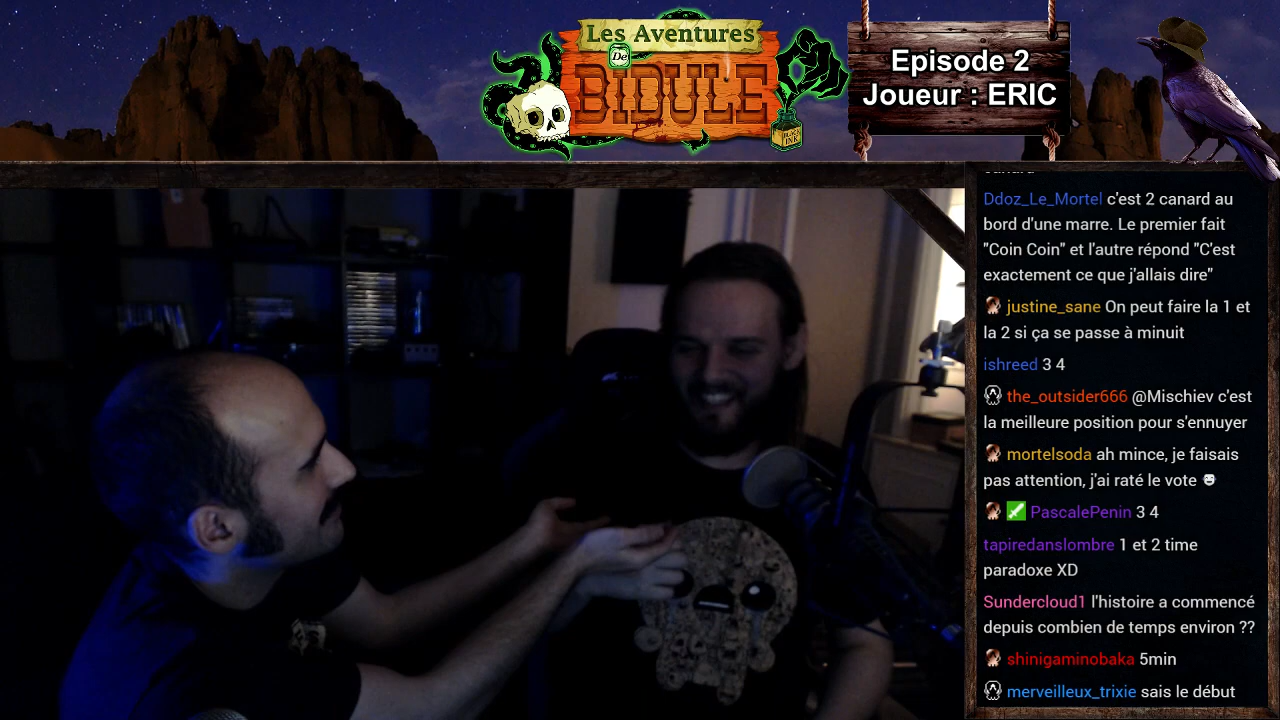 Les Aventures
De
BIDULE
BLACK INK
Episode 2
Joueur : ERIC
Ddoz_Le_Mortel c'est 2 canard au
bord d'une marre. Le premier fait
"Coin Coin" et l'autre répond "C'est
exactement ce que j'allais dire"
justine_sane On peut faire la 1 et
la 2 si ça se passe à minuit
ishreed 3 4
the_outsider666 @Mischiev c'est
la meilleure position pour s'ennuyer
mortelsoda ah mince, je faisais
pas attention, j'ai raté le vote
PascalePenin 3 4
tapiredanslombre 1 et 2 time
paradoxe XD
Sundercloud1 l'histoire a commencé
depuis combien de temps environ ??
shinigaminobaka 5min
merveilleux_trixie sais le début